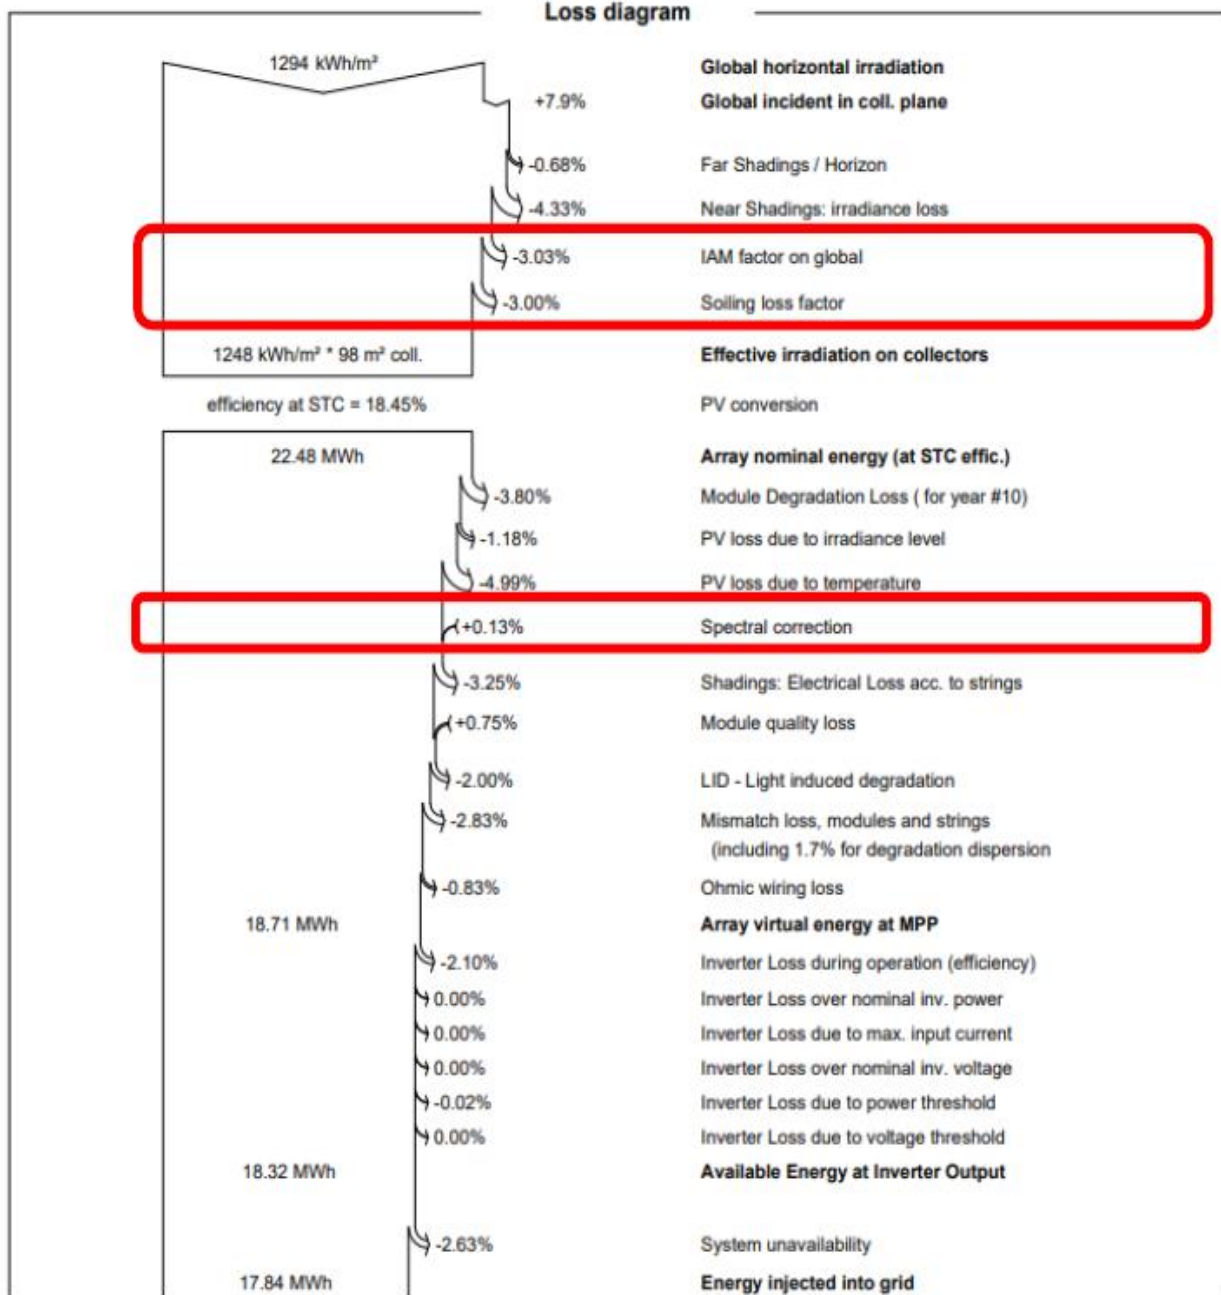 Loss diagram
1294 kWh/m² Global horizontal irradiation
+7.9% Global incident in coll. plane
-0.68% Far Shadings / Horizon
-4.33% Near Shadings: irradiance loss
-3.03% IAM factor on global
-3.00% Soiling loss factor
1248 kWh/m² * 98 m² coll. Effective irradiation on collectors
efficiency at STC = 18.45% PV conversion
22.48 MWh Array nominal energy (at STC effic.)
-3.80% Module Degradation Loss ( for year #10)
-1.18% PV loss due to irradiance level
-4.99% PV loss due to temperature
+0.13% Spectral correction
-3.25% Shadings: Electrical Loss acc. to strings
+0.75% Module quality loss
-2.00% LID - Light induced degradation
-2.83% Mismatch loss, modules and strings
(including 1.7% for degradation dispersion
-0.83% Ohmic wiring loss
18.71 MWh Array virtual energy at MPP
-2.10% Inverter Loss during operation (efficiency)
0.00% Inverter Loss over nominal inv. power
0.00% Inverter Loss due to max. input current
0.00% Inverter Loss over nominal inv. voltage
-0.02% Inverter Loss due to power threshold
0.00% Inverter Loss due to voltage threshold
18.32 MWh Available Energy at Inverter Output
-2.63% System unavailability
17.84 MWh Energy injected into grid